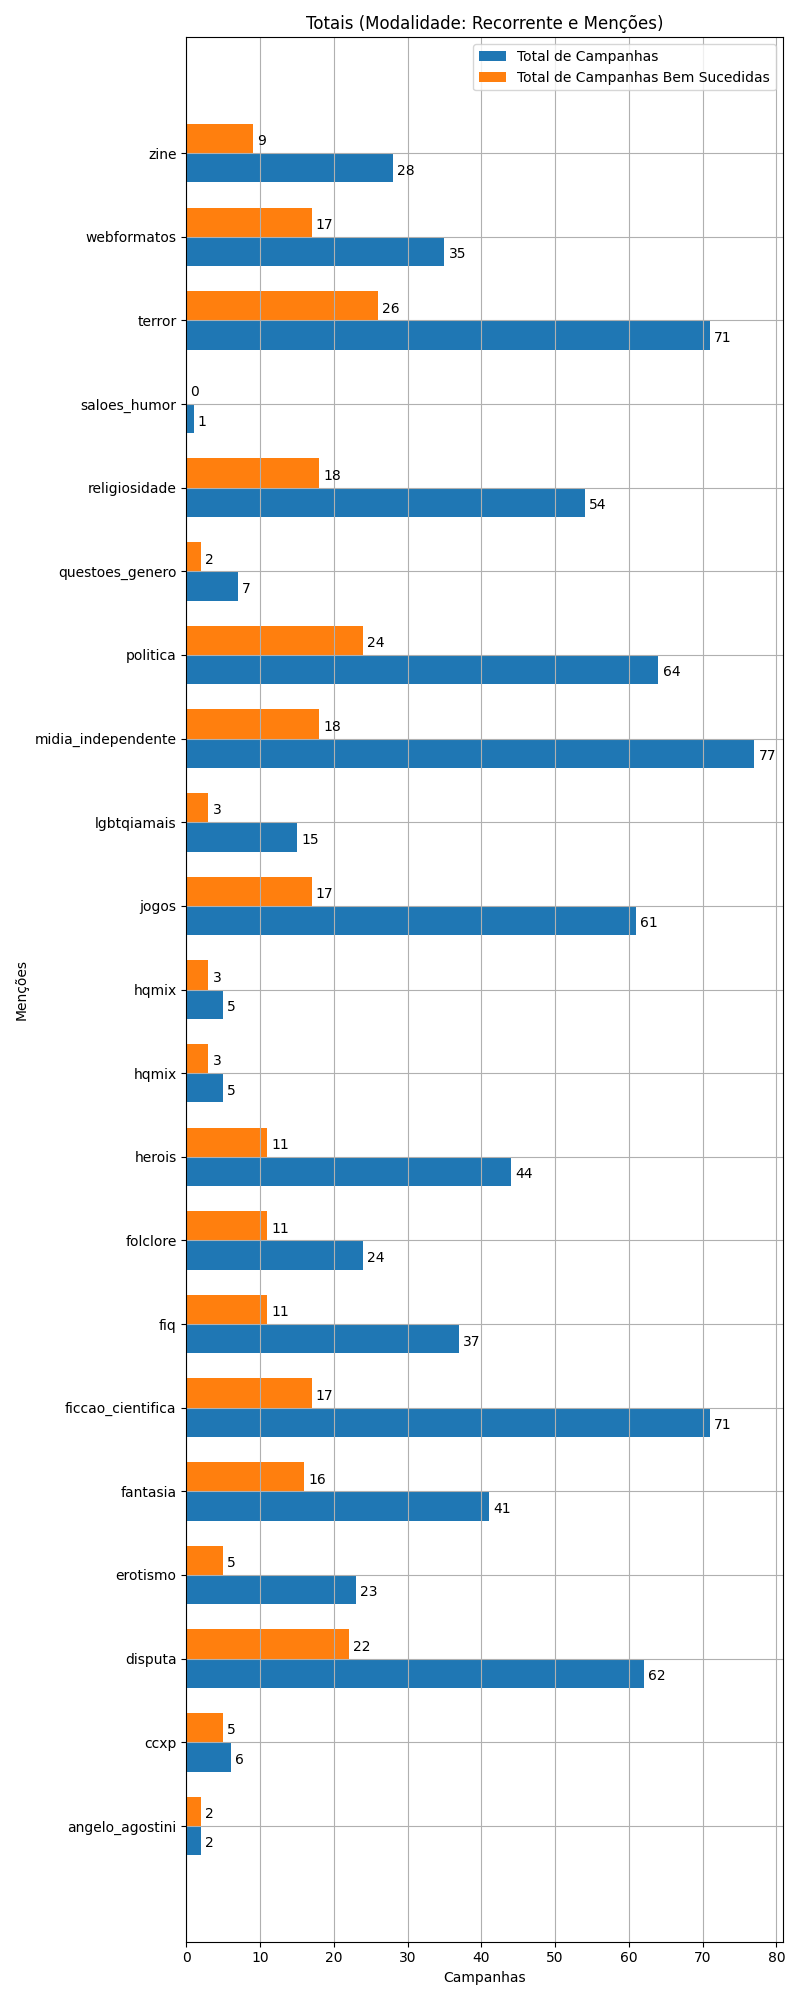 Totais (Modalidade: Recorrente e Menções)
Total de Campanhas
Total de Campanhas Bem Sucedidas
zine
9
28
webformatos
17
35
terror
26
71
saloes_humor
0
1
religiosidade
18
54
questoes_genero
2
7
politica
24
64
midia_independente
18
77
lgbtqiamais
3
15
jogos
17
61
hqmix
3
5
hqmix
3
5
herois
11
44
folclore
11
24
fiq
11
37
ficcao_cientifica
17
71
fantasia
16
41
erotismo
5
23
disputa
22
62
ccxp
5
6
angelo_agostini
2
2
Menções
0 10 20 30 40 50 60 70 80
Campanhas